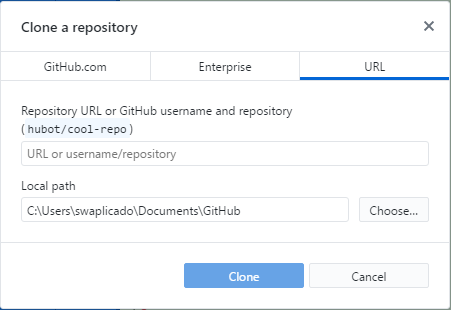 Clone a repository
GitHub.com Enterprise URL
Repository URL or GitHub username and repository
(hubot/cool-repo)
URL or username/repository
Local path
C:\Users\swaplicado\Documents\GitHub Choose...
Clone Cancel